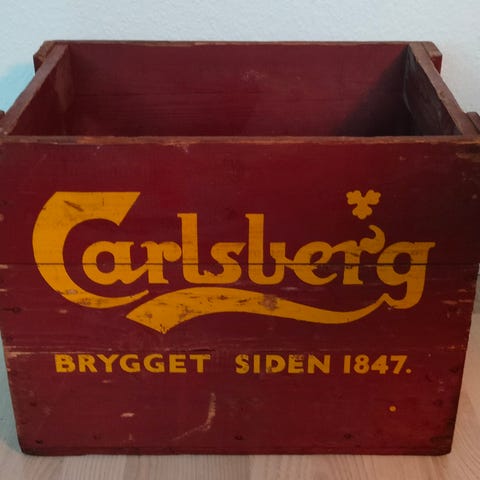 Carlsberg
BRYGGET SIDEN 1847.